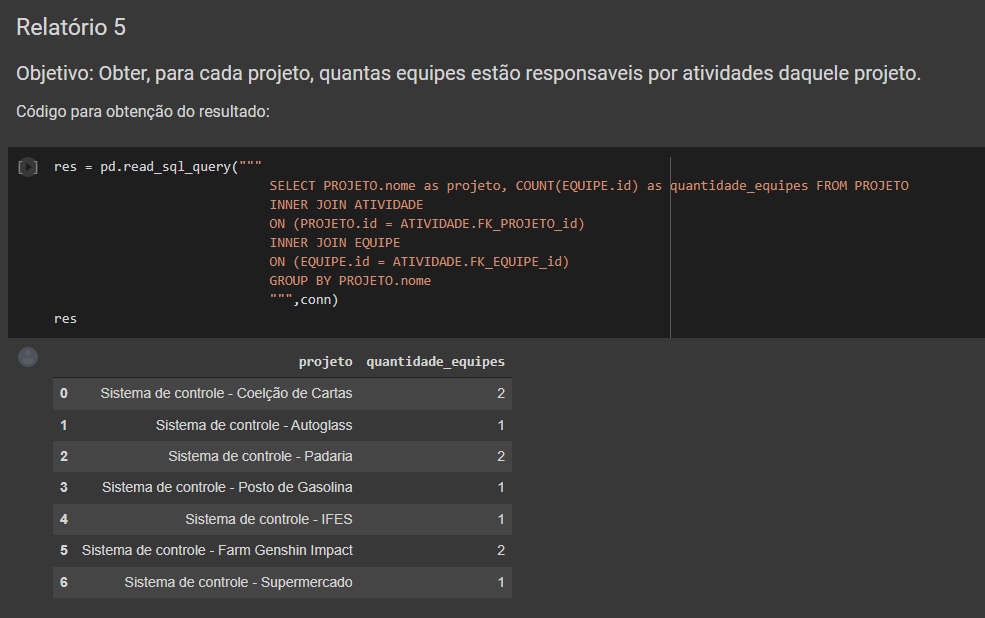 Relatório 5
Objetivo: Obter, para cada projeto, quantas equipes estão responsaveis por atividades daquele projeto.
Código para obtenção do resultado:
[ ] res = pd.read_sql_query("""
SELECT PROJETO.nome as projeto, COUNT(EQUIPE.id) as quantidade_equipes FROM PROJETO
INNER JOIN ATIVIDADE
ON (PROJETO.id = ATIVIDADE.FK_PROJETO_id)
INNER JOIN EQUIPE
ON (EQUIPE.id = ATIVIDADE.FK_EQUIPE_id)
GROUP BY PROJETO.nome
""",conn)
res
projeto quantidade_equipes
0 Sistema de controle - Coelção de Cartas 2
1 Sistema de controle - Autoglass 1
2 Sistema de controle - Padaria 2
3 Sistema de controle - Posto de Gasolina 1
4 Sistema de controle - IFES 1
5 Sistema de controle - Farm Genshin Impact 2
6 Sistema de controle - Supermercado 1